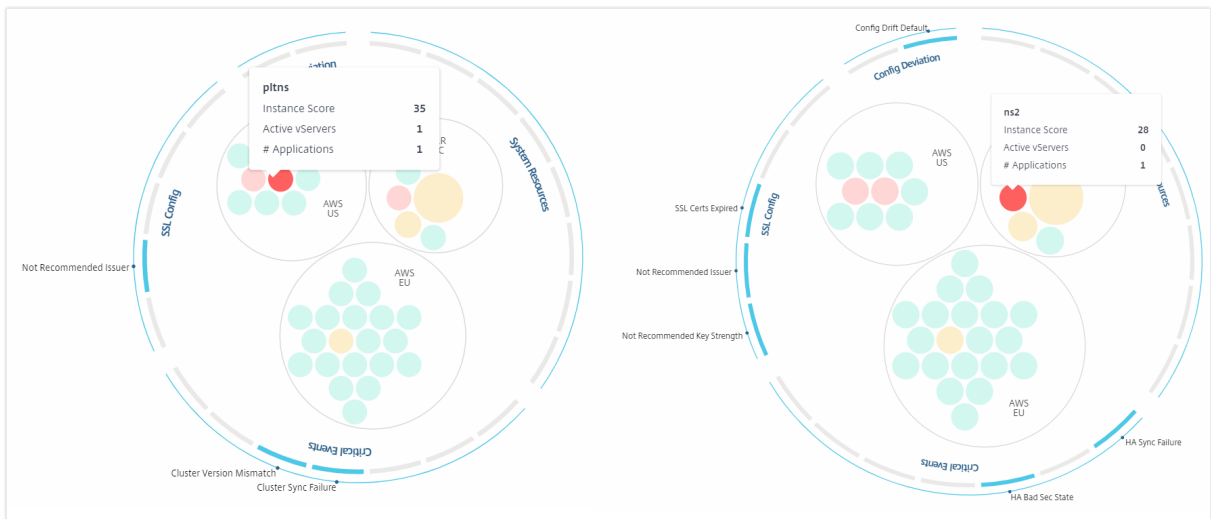 iation
pltns
Instance Score 35
Active vServers 1
# Applications 1
R
C
System Resources
SSL Config
AWS
US
Not Recommended Issuer
AWS
EU
Critical Events
Cluster Version Mismatch
Cluster Sync Failure
Config Drift Default
Config Deviation
ns2
Instance Score 28
Active vServers 0
# Applications 1
AWS
US
ources
SSL Certs Expired
SSL Config
Not Recommended Issuer
Not Recommended Key Strength
AWS
EU
HA Sync Failure
Critical Events
HA Bad Sec State